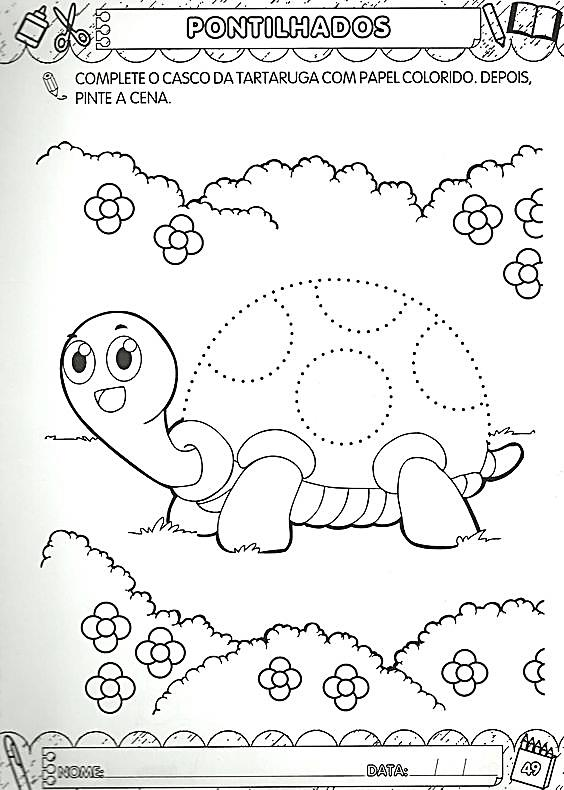 PONTILHADOS
COMPLETE O CASCO DA TARTARUGA COM PAPEL COLORIDO. DEPOIS,
PINTE A CENA.
NOME: DATA: / /
49